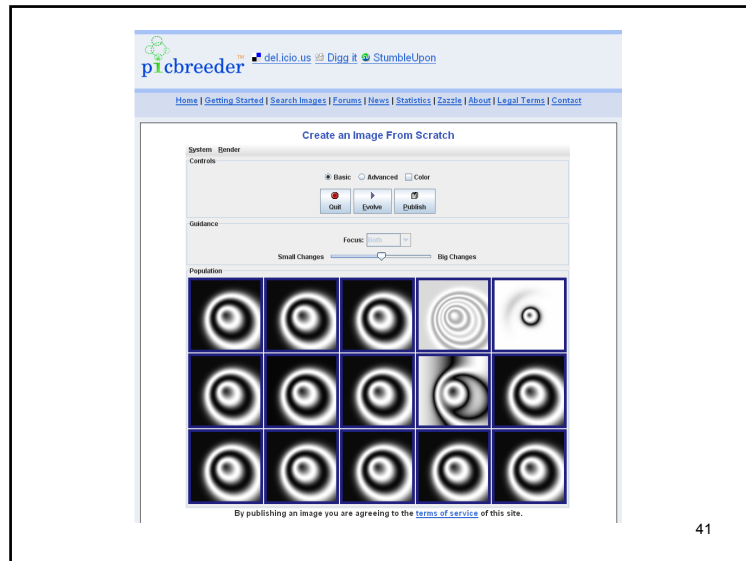 picbreeder™ del.icio.us Digg it StumbleUpon
Home | Getting Started | Search Images | Forums | News | Statistics | Zazzle | About | Legal Terms | Contact
Create an Image From Scratch
System Render
Controls
Basic Advanced Color
Quit Evolve Publish
Guidance
Focus: Both
Small Changes Big Changes
Population
By publishing an image you are agreeing to the terms of service of this site.
41